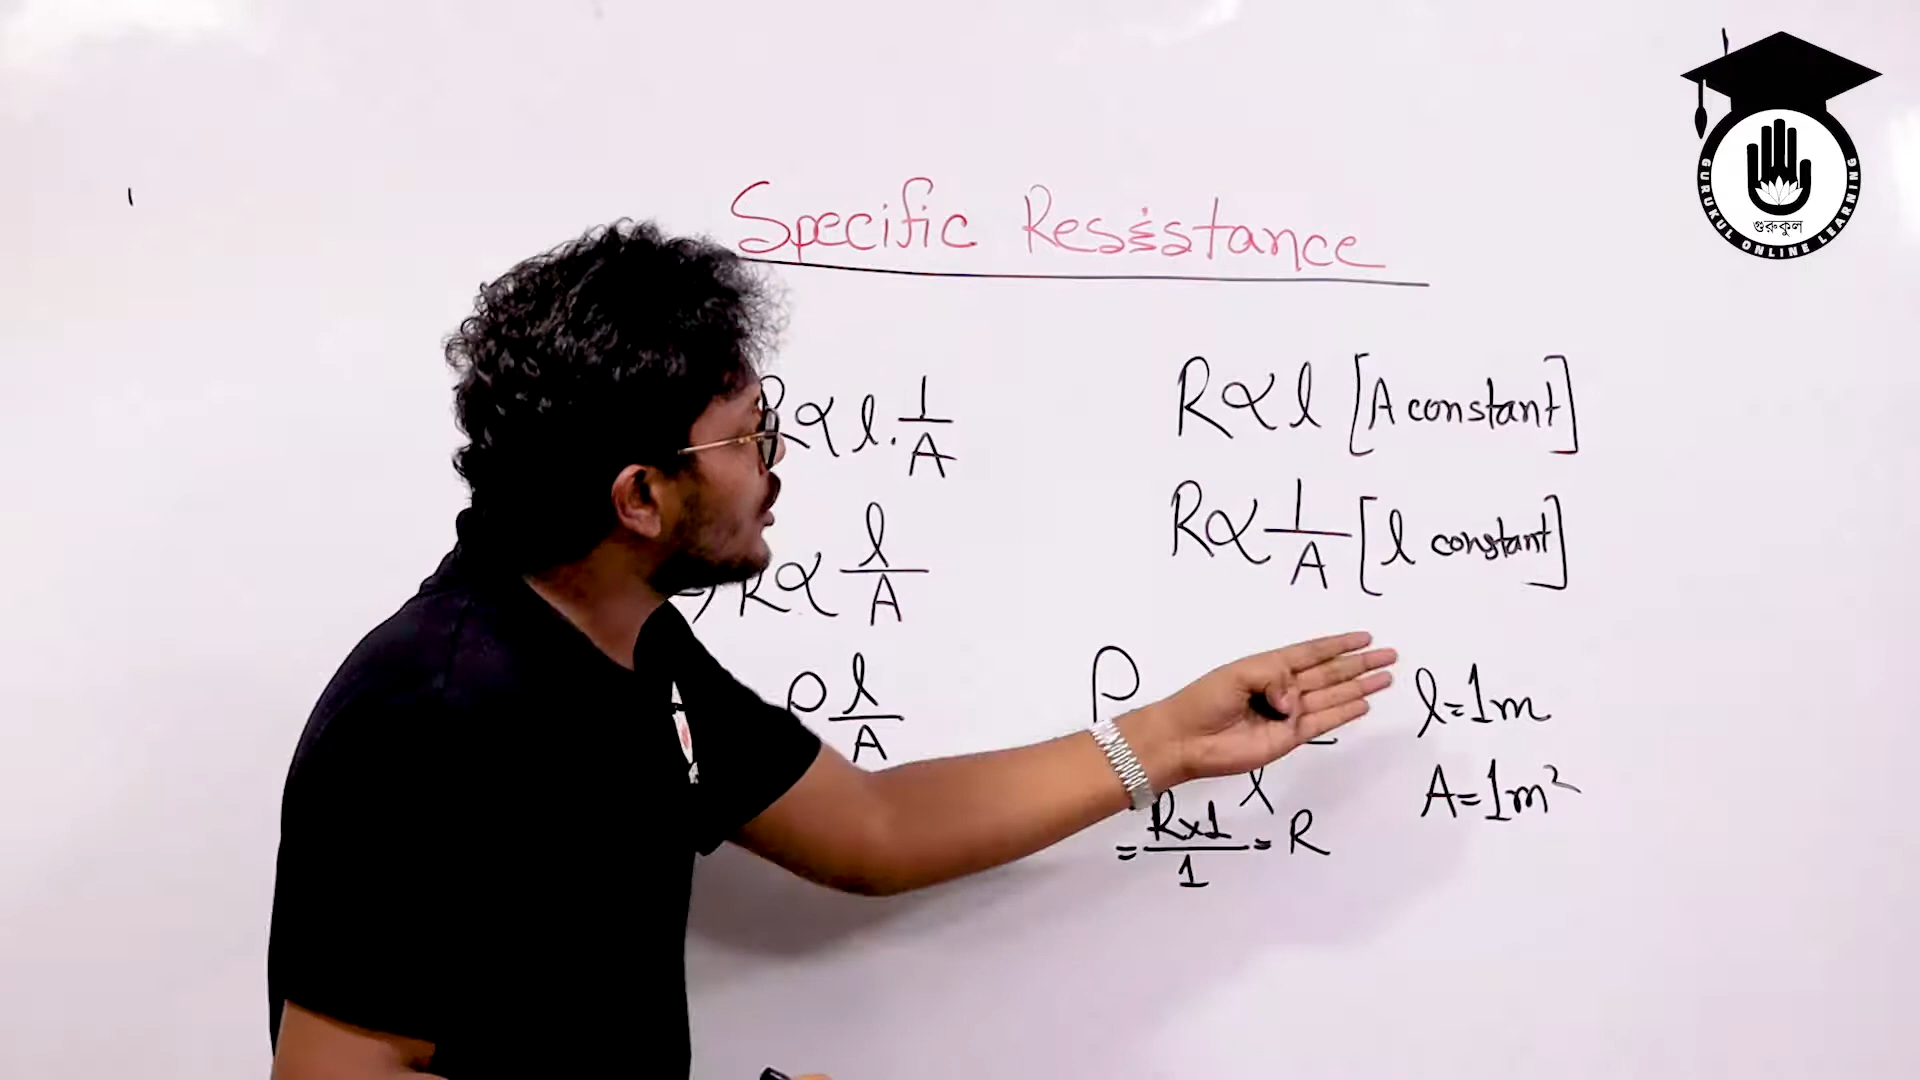 Specific Resistance
R∝l·1/A
R∝l/A
ρ l/A
R∝l [A constant]
R∝1/A [l constant]
ρ
l
= R×1/1 = R
l=1m
A=1m²
GURUKUL ONLINE LEARNING
গুরুকুল